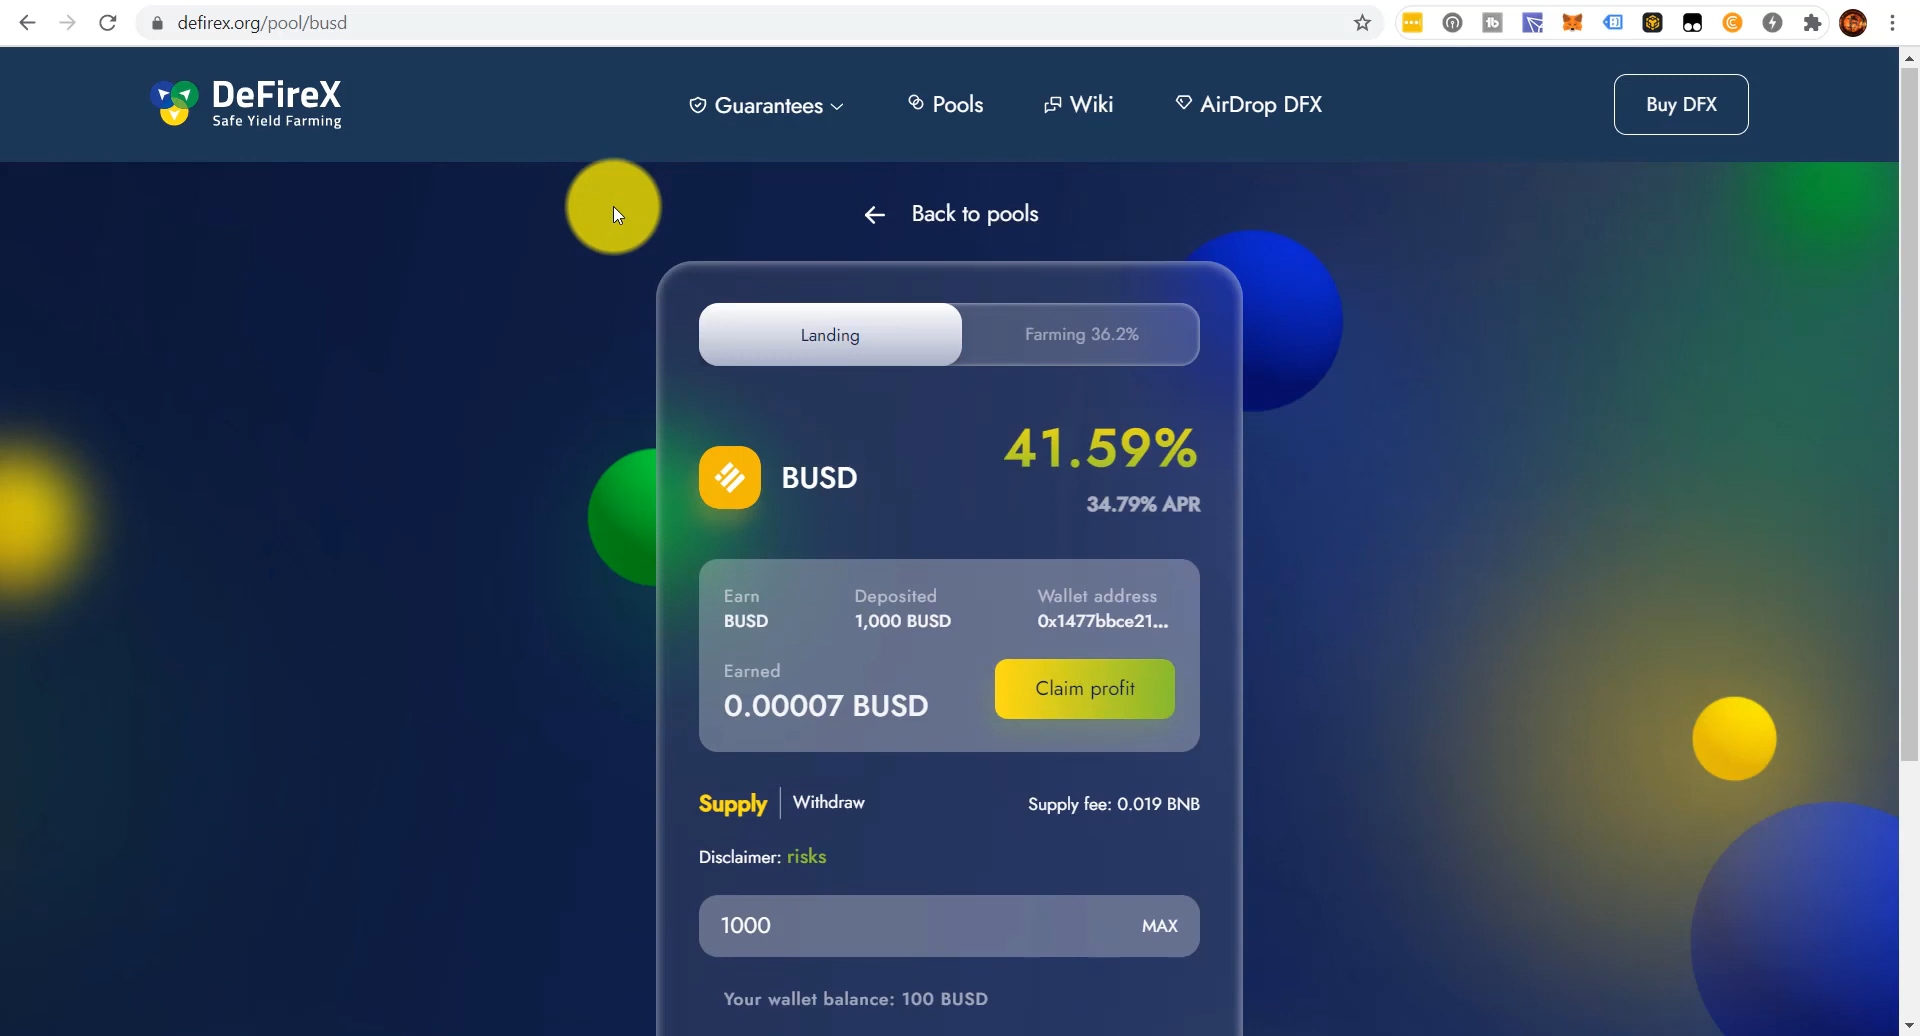 defirex.org/pool/busd
DeFireX
Safe Yield Farming
Guarantees
Pools
Wiki
AirDrop DFX
Buy DFX
Back to pools
Landing
Farming 36.2%
BUSD
41.59%
34.79% APR
Earn
BUSD
Deposited
1,000 BUSD
Wallet address
0x1477bbce21...
Earned
0.00007 BUSD
Claim profit
Supply
Withdraw
Supply fee: 0.019 BNB
Disclaimer: risks
1000
MAX
Your wallet balance: 100 BUSD